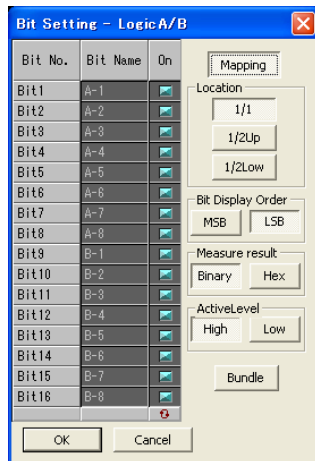 Bit Setting - LogicA/B
Bit No. Bit Name On
Bit1 A-1
Bit2 A-2
Bit3 A-3
Bit4 A-4
Bit5 A-5
Bit6 A-6
Bit7 A-7
Bit8 A-8
Bit9 B-1
Bit10 B-2
Bit11 B-3
Bit12 B-4
Bit13 B-5
Bit14 B-6
Bit15 B-7
Bit16 B-8
Mapping
Location
1/1
1/2Up
1/2Low
Bit Display Order
MSB LSB
Measure result
Binary Hex
ActiveLevel
High Low
Bundle
OK Cancel